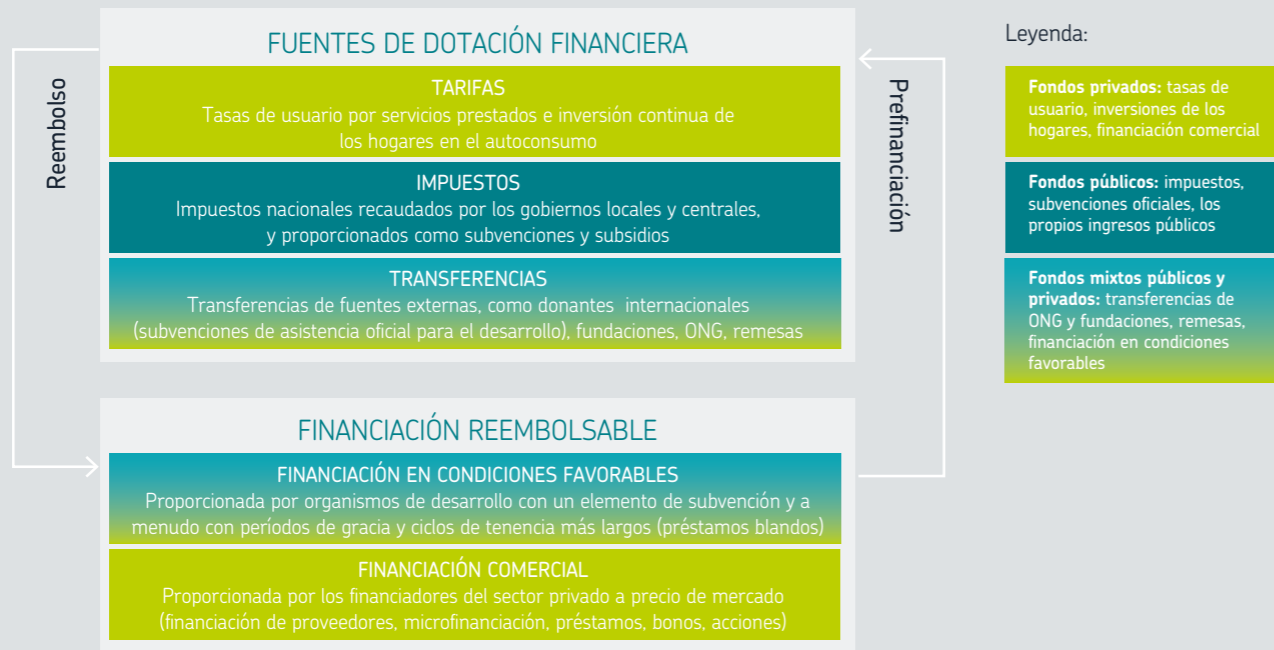 FUENTES DE DOTACIÓN FINANCIERA
TARIFAS
Tasas de usuario por servicios prestados e inversión continua de
los hogares en el autoconsumo
IMPUESTOS
Impuestos nacionales recaudados por los gobiernos locales y centrales,
y proporcionados como subvenciones y subsidios
TRANSFERENCIAS
Transferencias de fuentes externas, como donantes internacionales
(subvenciones de asistencia oficial para el desarrollo), fundaciones, ONG, remesas
Reembolso
Prefinanciación
FINANCIACIÓN REEMBOLSABLE
FINANCIACIÓN EN CONDICIONES FAVORABLES
Proporcionada por organismos de desarrollo con un elemento de subvención y a
menudo con períodos de gracia y ciclos de tenencia más largos (préstamos blandos)
FINANCIACIÓN COMERCIAL
Proporcionada por los financiadores del sector privado a precio de mercado
(financiación de proveedores, microfinanciación, préstamos, bonos, acciones)
Leyenda:
Fondos privados: tasas de
usuario, inversiones de los
hogares, financiación comercial
Fondos públicos: impuestos,
subvenciones oficiales, los
propios ingresos públicos
Fondos mixtos públicos y
privados: transferencias de
ONG y fundaciones, remesas,
financiación en condiciones
favorables